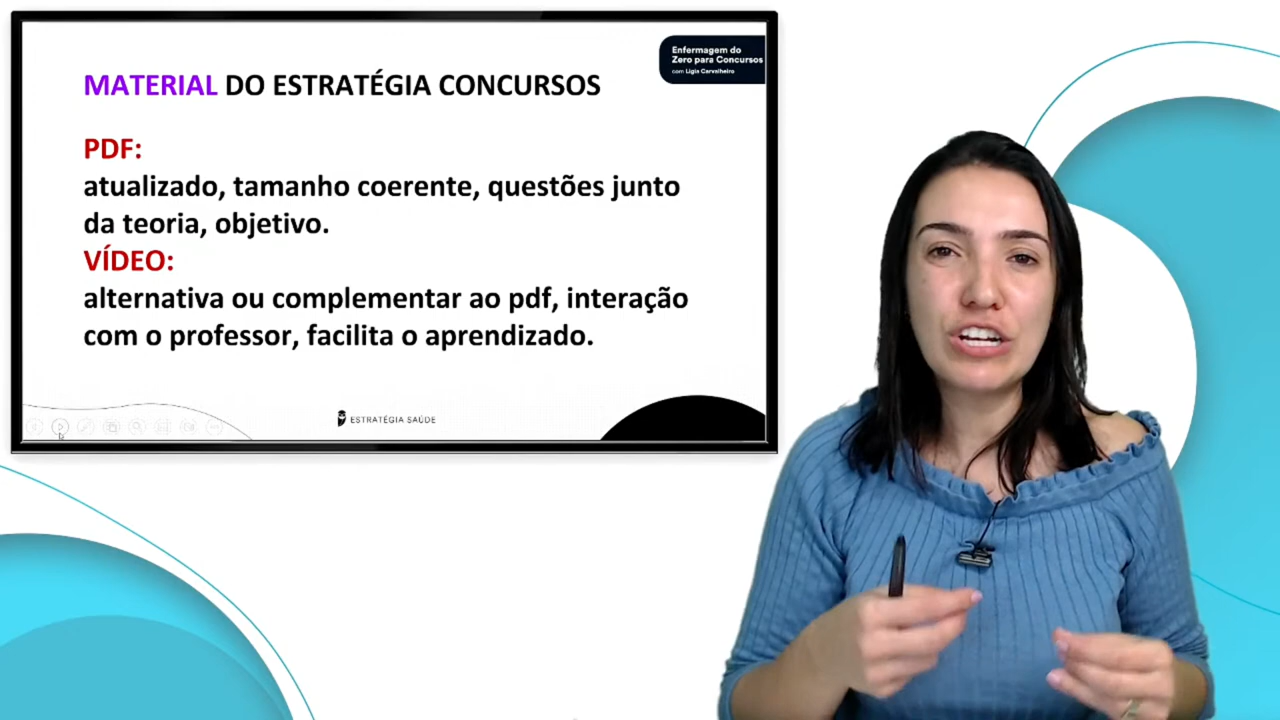 Enfermagem do
Zero para Concursos
com Lígia Carvalheiro
MATERIAL DO ESTRATÉGIA CONCURSOS
PDF:
atualizado, tamanho coerente, questões junto
da teoria, objetivo.
VÍDEO:
alternativa ou complementar ao pdf, interação
com o professor, facilita o aprendizado.
ESTRATÉGIA SAÚDE